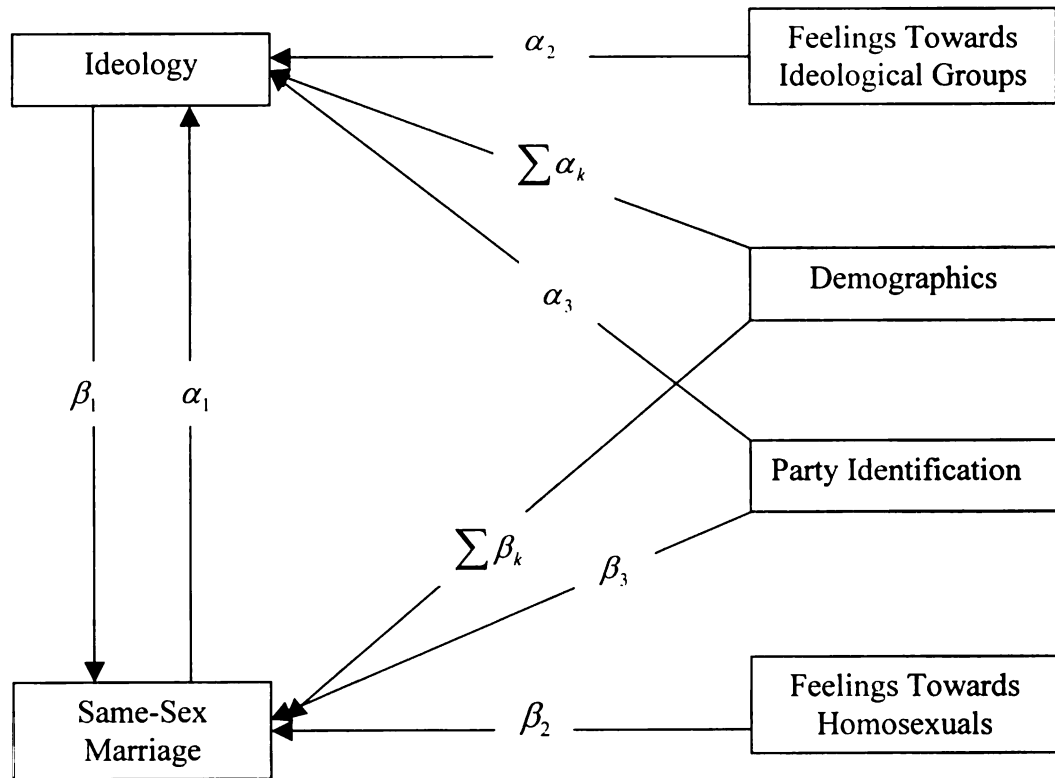 Ideology
α₂
Feelings Towards
Ideological Groups
∑ αₖ
Demographics
α₃
β₁
α₁
Party Identification
∑ βₖ
β₃
Same-Sex
Marriage
β₂
Feelings Towards
Homosexuals